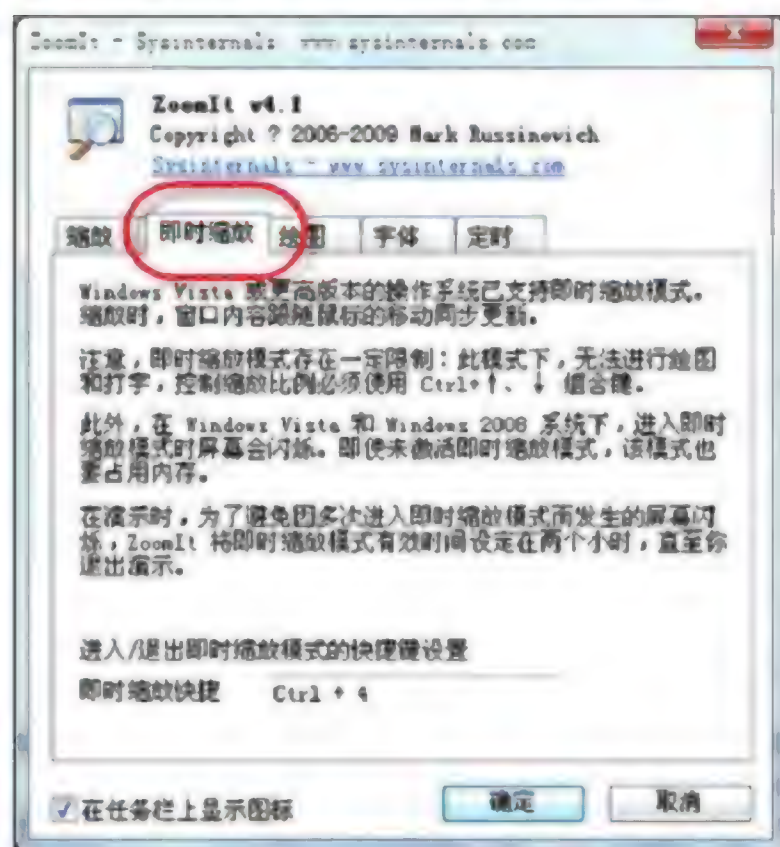 ZoomIt - Sysinternals: www.sysinternals.com
ZoomIt v4.1
Copyright ? 2006-2009 Mark Russinovich
Sysinternals - www.sysinternals.com
缩放 即时缩放 绘图 字体 定时
Windows Vista 或更高版本的操作系统已支持即时缩放模式。
缩放时，窗口内容跟随鼠标的移动同步更新。
注意，即时缩放模式存在一定限制：此模式下，无法进行绘图
和打字，控制缩放比例必须使用 Ctrl+↑、↓ 组合键。
此外，在 Windows Vista 和 Windows 2008 系统下，进入即时
缩放模式时屏幕会闪烁。即使未激活即时缩放模式，该模式也
要占用内存。
在演示时，为了避免因多次进入即时缩放模式而发生的屏幕闪
烁，ZoomIt 将即时缩放模式有效时间设定在两个小时，直至你
退出演示。
进入/退出即时缩放模式的快捷键设置
即时缩放快捷 Ctrl + 4
在任务栏上显示图标
确定 取消